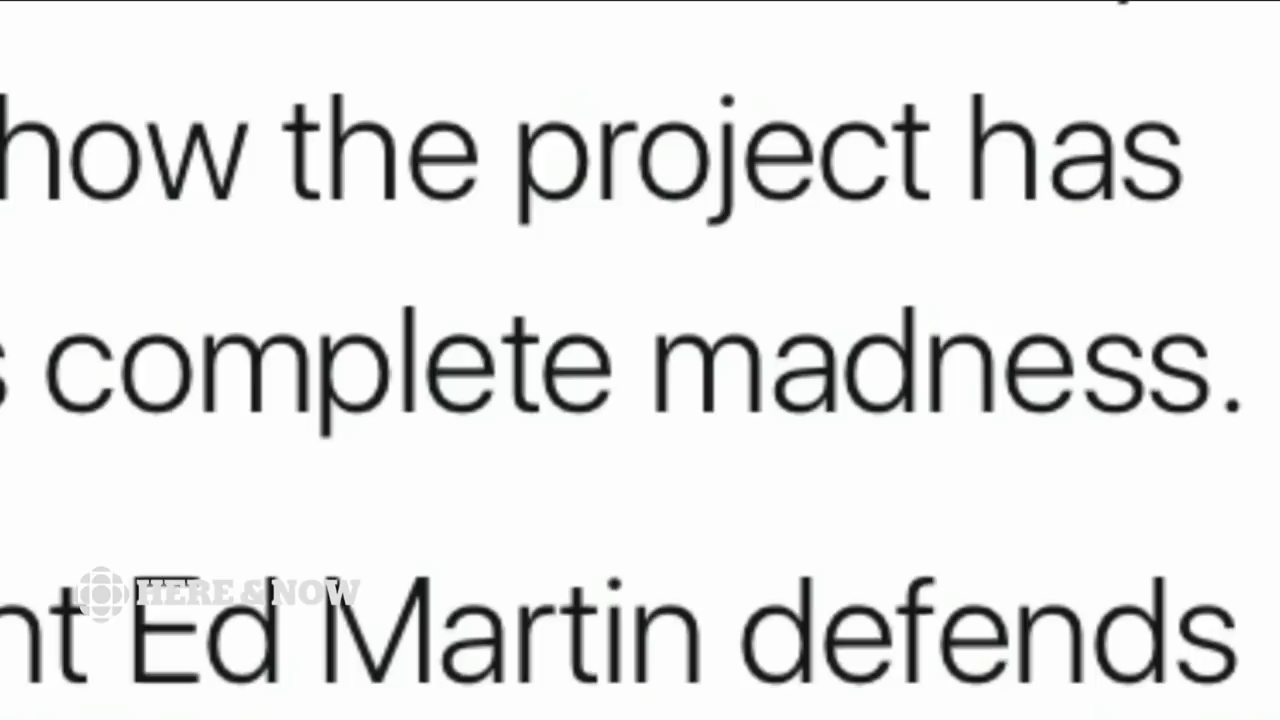 how the project has
s complete madness.
nt Ed Martin defends
HERE & NOW